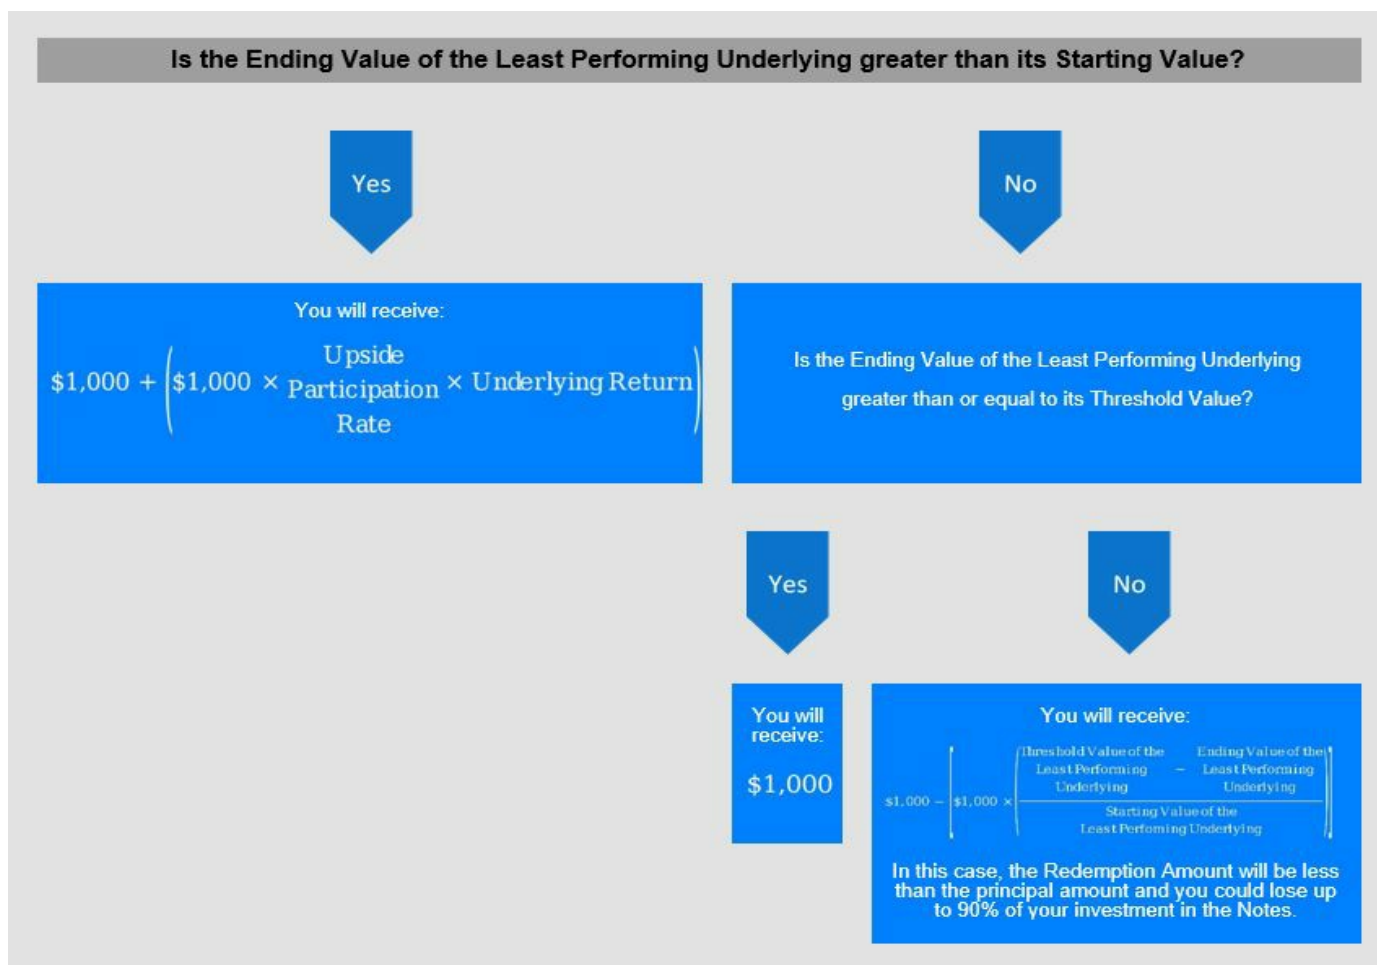 Is the Ending Value of the Least Performing Underlying greater than its Starting Value?
Yes
No
You will receive:
$1,000 + ($1,000 × Upside Participation Rate × Underlying Return)
Is the Ending Value of the Least Performing Underlying
greater than or equal to its Threshold Value?
Yes
No
You will
receive:
$1,000
You will receive:
$1,000 − [$1,000 × (
Threshold Value of the
Least Performing
Underlying
−
Ending Value of the
Least Performing
Underlying
Starting Value of the
Least Perfoming Underlying
)]
In this case, the Redemption Amount will be less
than the principal amount and you could lose up
to 90% of your investment in the Notes.